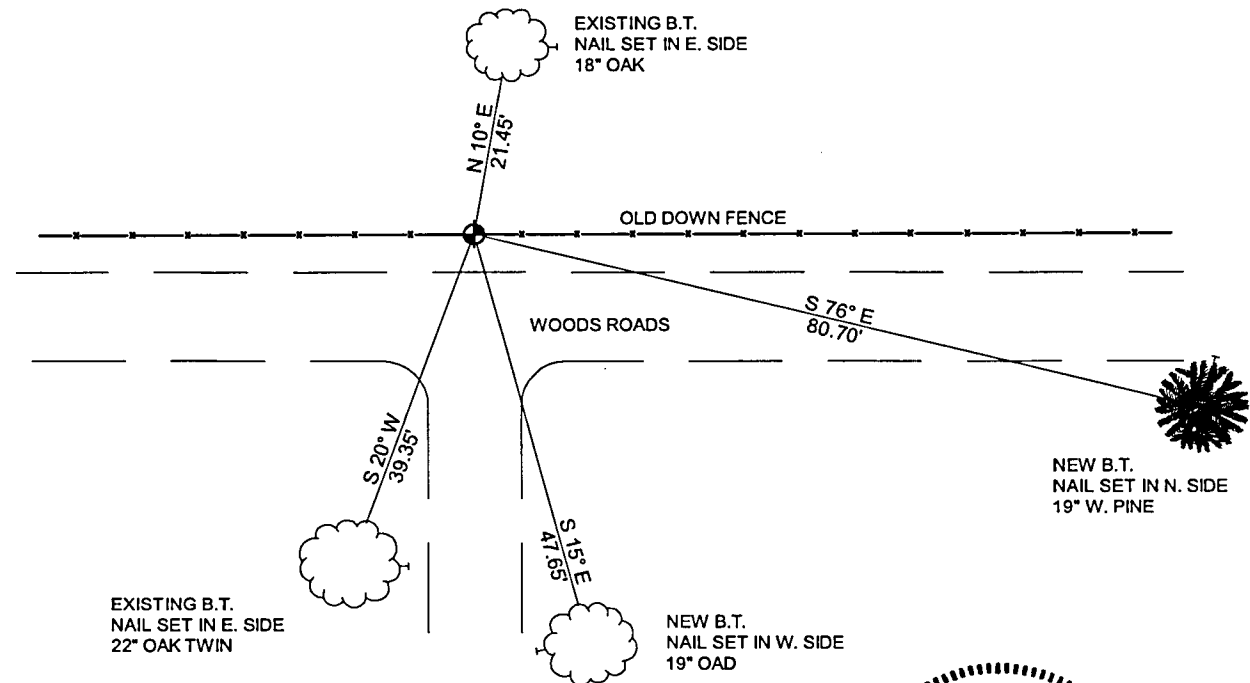 EXISTING B.T.
NAIL SET IN E. SIDE
18" OAK
N 10° E
21.45'
OLD DOWN FENCE
WOODS ROADS
S 76° E
80.70'
S 20° W
39.35'
S 15° E
47.65'
NEW B.T.
NAIL SET IN N. SIDE
19" W. PINE
EXISTING B.T.
NAIL SET IN E. SIDE
22" OAK TWIN
NEW B.T.
NAIL SET IN W. SIDE
19" OAD